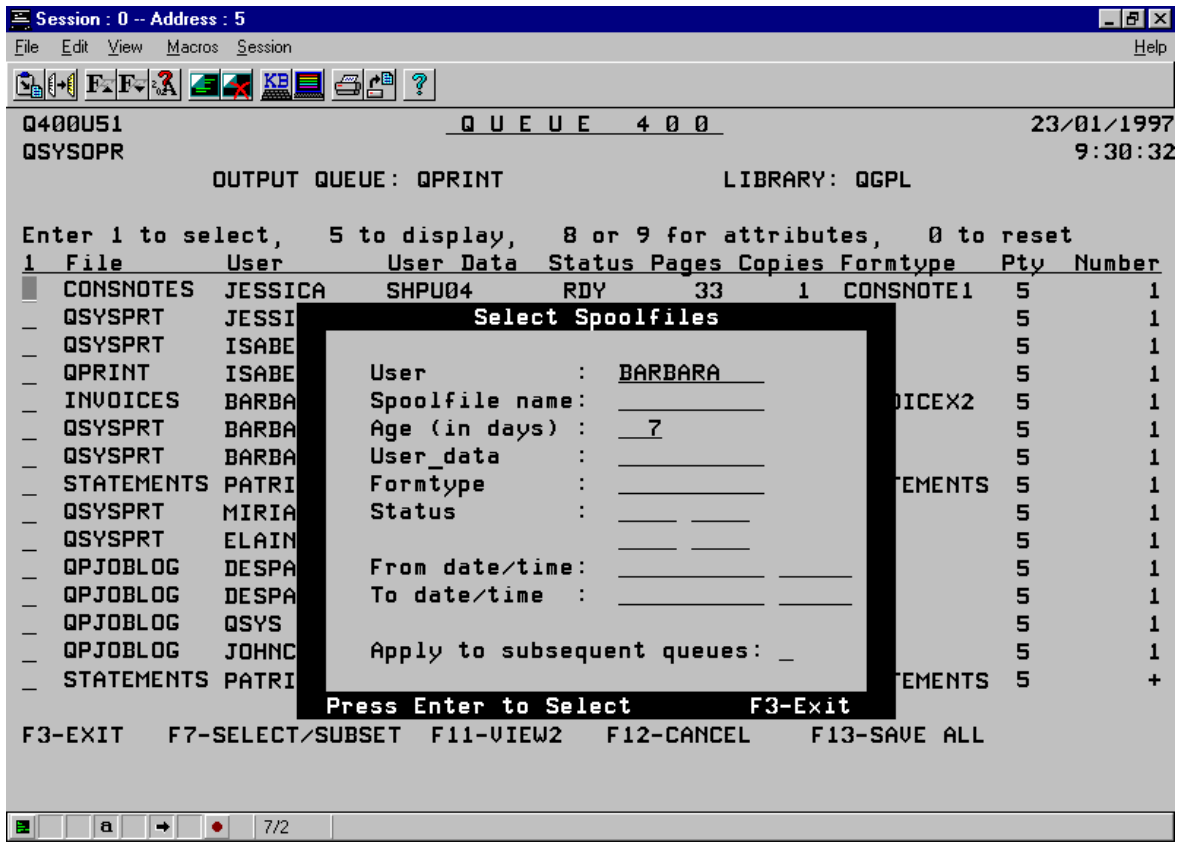 Session : 0 -- Address : 5
File Edit View Macros Session Help
KB
Q400U51 QUEUE 400 23/01/1997
QSYSOPR 9:30:32
OUTPUT QUEUE: QPRINT LIBRARY: QGPL
Enter 1 to select, 5 to display, 8 or 9 for attributes, 0 to reset
1 File User User Data Status Pages Copies Formtype Pty Number
CONSNOTES JESSICA SHPU04 RDY 33 1 CONSNOTE1 5 1
QSYSPRT JESSI Select Spoolfiles 5 1
QSYSPRT ISABE 5 1
QPRINT ISABE User : BARBARA 5 1
INVOICES BARBA Spoolfile name: OICEX2 5 1
QSYSPRT BARBA Age (in days) : 7 5 1
QSYSPRT BARBA User_data : 5 1
STATEMENTS PATRI Formtype : TEMENTS 5 1
QSYSPRT MIRIA Status : 5 1
QSYSPRT ELAIN 5 1
QPJOBLOG DESPA From date/time: 5 1
QPJOBLOG DESPA To date/time : 5 1
QPJOBLOG QSYS 5 1
QPJOBLOG JOHNC Apply to subsequent queues: _ 5 1
STATEMENTS PATRI TEMENTS 5 +
Press Enter to Select F3-Exit
F3-EXIT F7-SELECT/SUBSET F11-VIEW2 F12-CANCEL F13-SAVE ALL
a 7/2